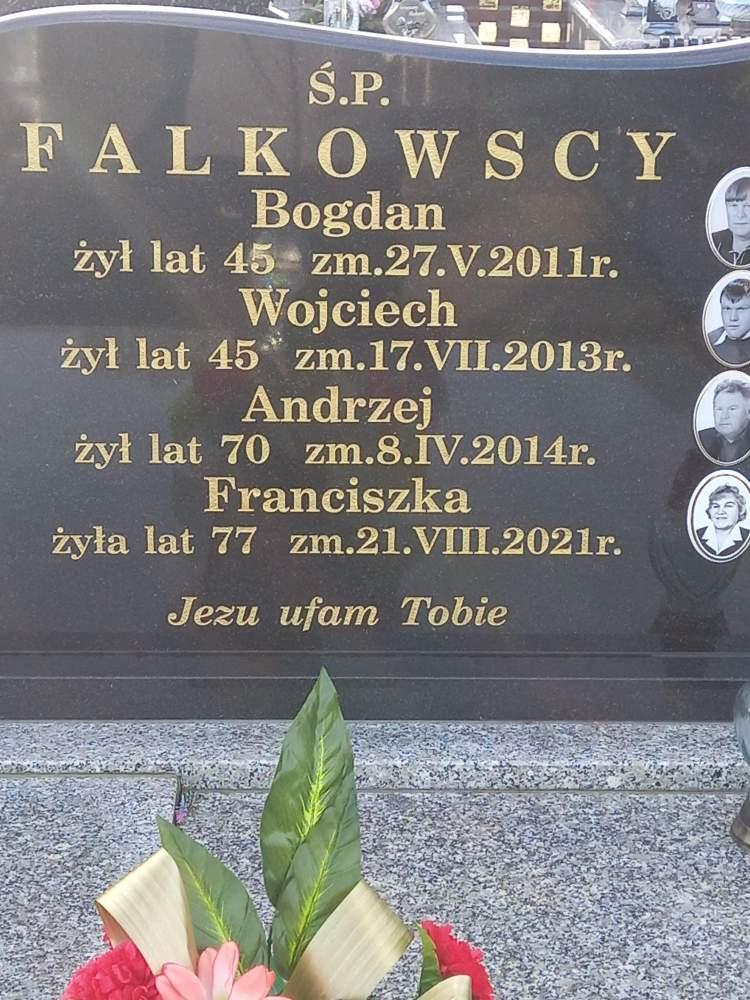 Ś.P.
FALKOWSCY
Bogdan
żył lat 45 zm.27.V.2011r.
Wojciech
żył lat 45 zm.17.VII.2013r.
Andrzej
żył lat 70 zm.8.IV.2014r.
Franciszka
żyła lat 77 zm.21.VIII.2021r.
Jezu ufam Tobie